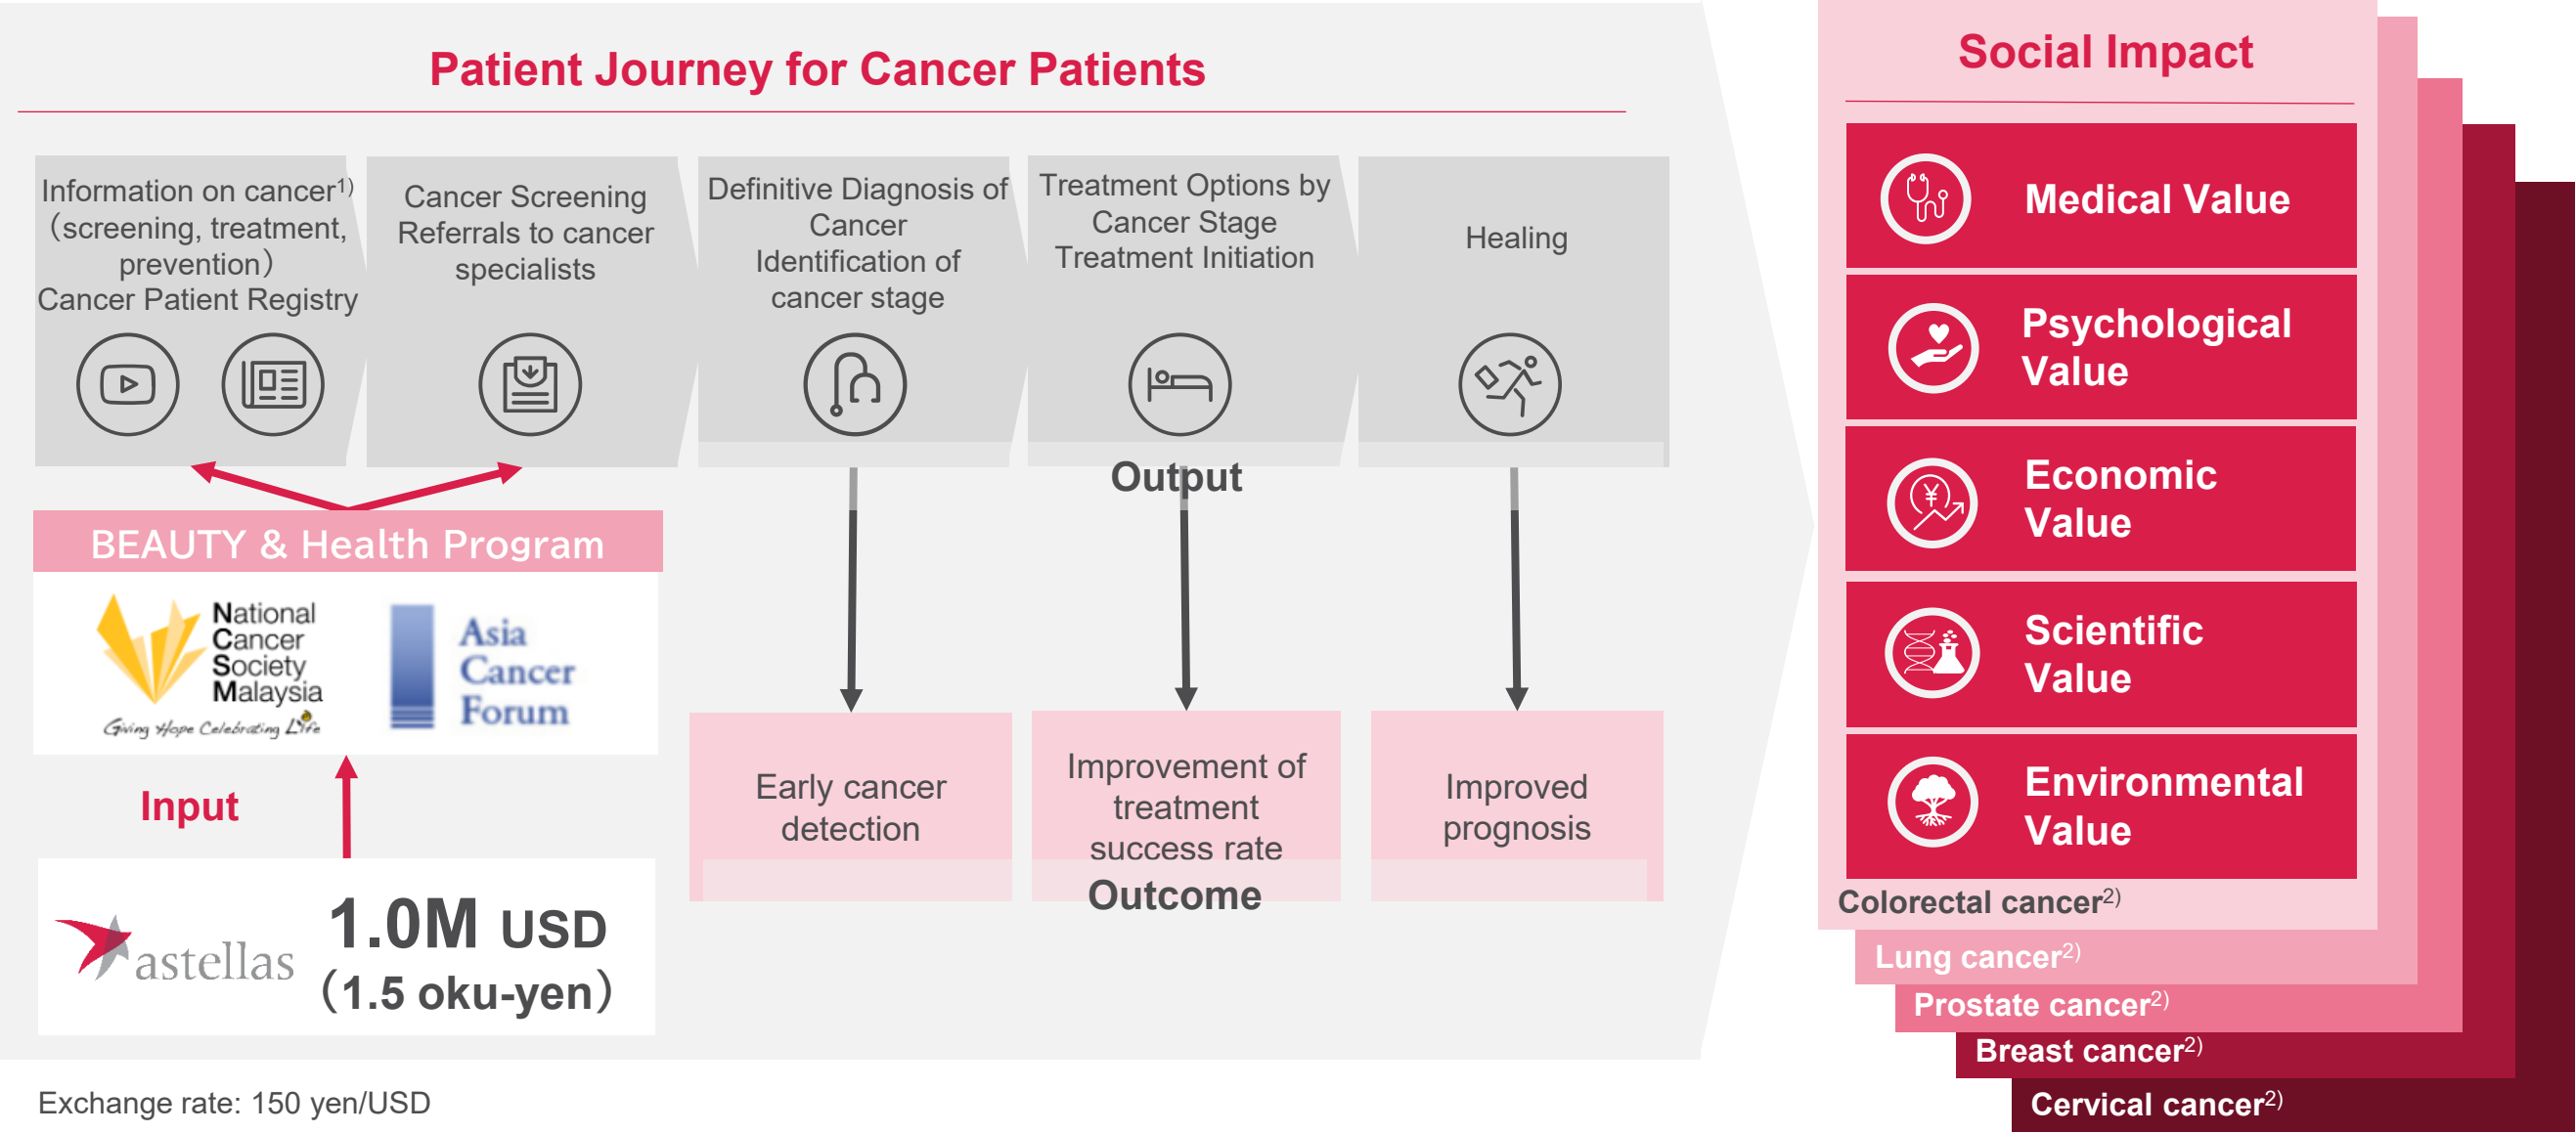 Patient Journey for Cancer Patients
Information on cancer1)
（screening, treatment,
prevention）
Cancer Patient Registry
Cancer Screening
Referrals to cancer
specialists
Definitive Diagnosis of
Cancer
Identification of
cancer stage
Treatment Options by
Cancer Stage
Treatment Initiation
Healing
Output
BEAUTY & Health Program
National
Cancer
Society
Malaysia
Giving Hope Celebrating Life
Asia
Cancer
Forum
Input
astellas
1.0M USD
（1.5 oku-yen）
Early cancer
detection
Improvement of
treatment
success rate
Improved
prognosis
Outcome
Exchange rate: 150 yen/USD
Social Impact
Medical Value
Psychological
Value
¥
Economic
Value
Scientific
Value
Environmental
Value
Colorectal cancer2)
Lung cancer2)
Prostate cancer2)
Breast cancer2)
Cervical cancer2)